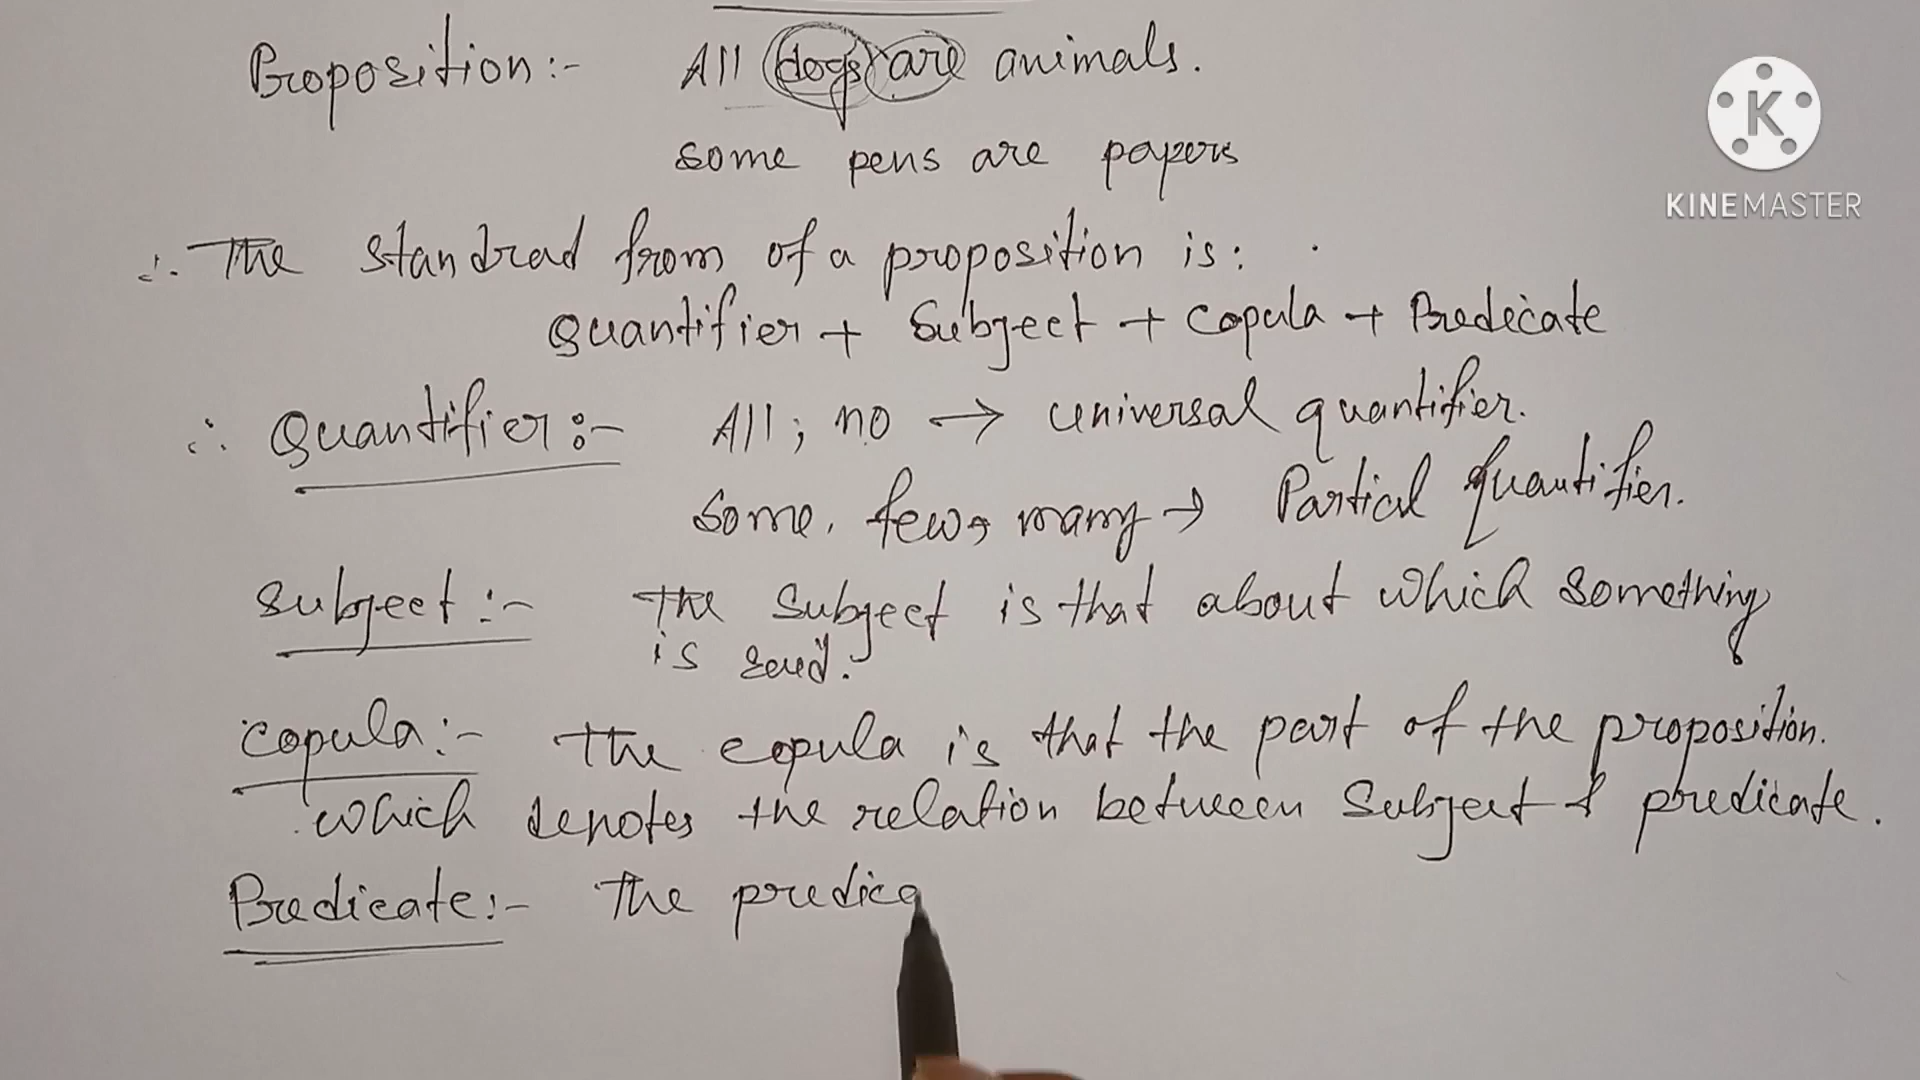 Proposition:- All dogs are animals.
some pens are papers
K
KINEMASTER
∴ The standrad from of a proposition is:
Quantifier + Subject + Copula + Predicate
∴ Quantifier:- All; no → universal quantifier.
Some, few, many → Partial quantifier.
Subject:- The Subject is that about which something
is said.
Copula:- The copula is that the part of the proposition.
which denotes the relation between Subject & predicate.
Predicate:- The predica